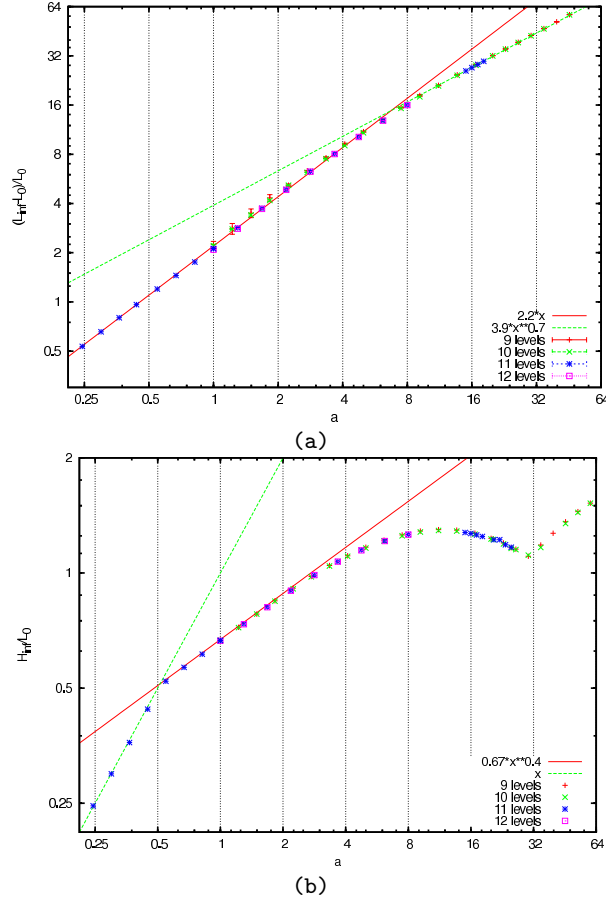 64
32
16
8
4
2
1
0.5
(L_inf-L_0)/L_0
2.2*x
3.9*x**0.7
9 levels
10 levels
11 levels
12 levels
0.25 0.5 1 2 4 8 16 32 64
a
(a)
2
1
0.5
0.25
H_inf/L_0
0.67*x**0.4
x
9 levels
10 levels
11 levels
12 levels
0.25 0.5 1 2 4 8 16 32 64
a
(b)